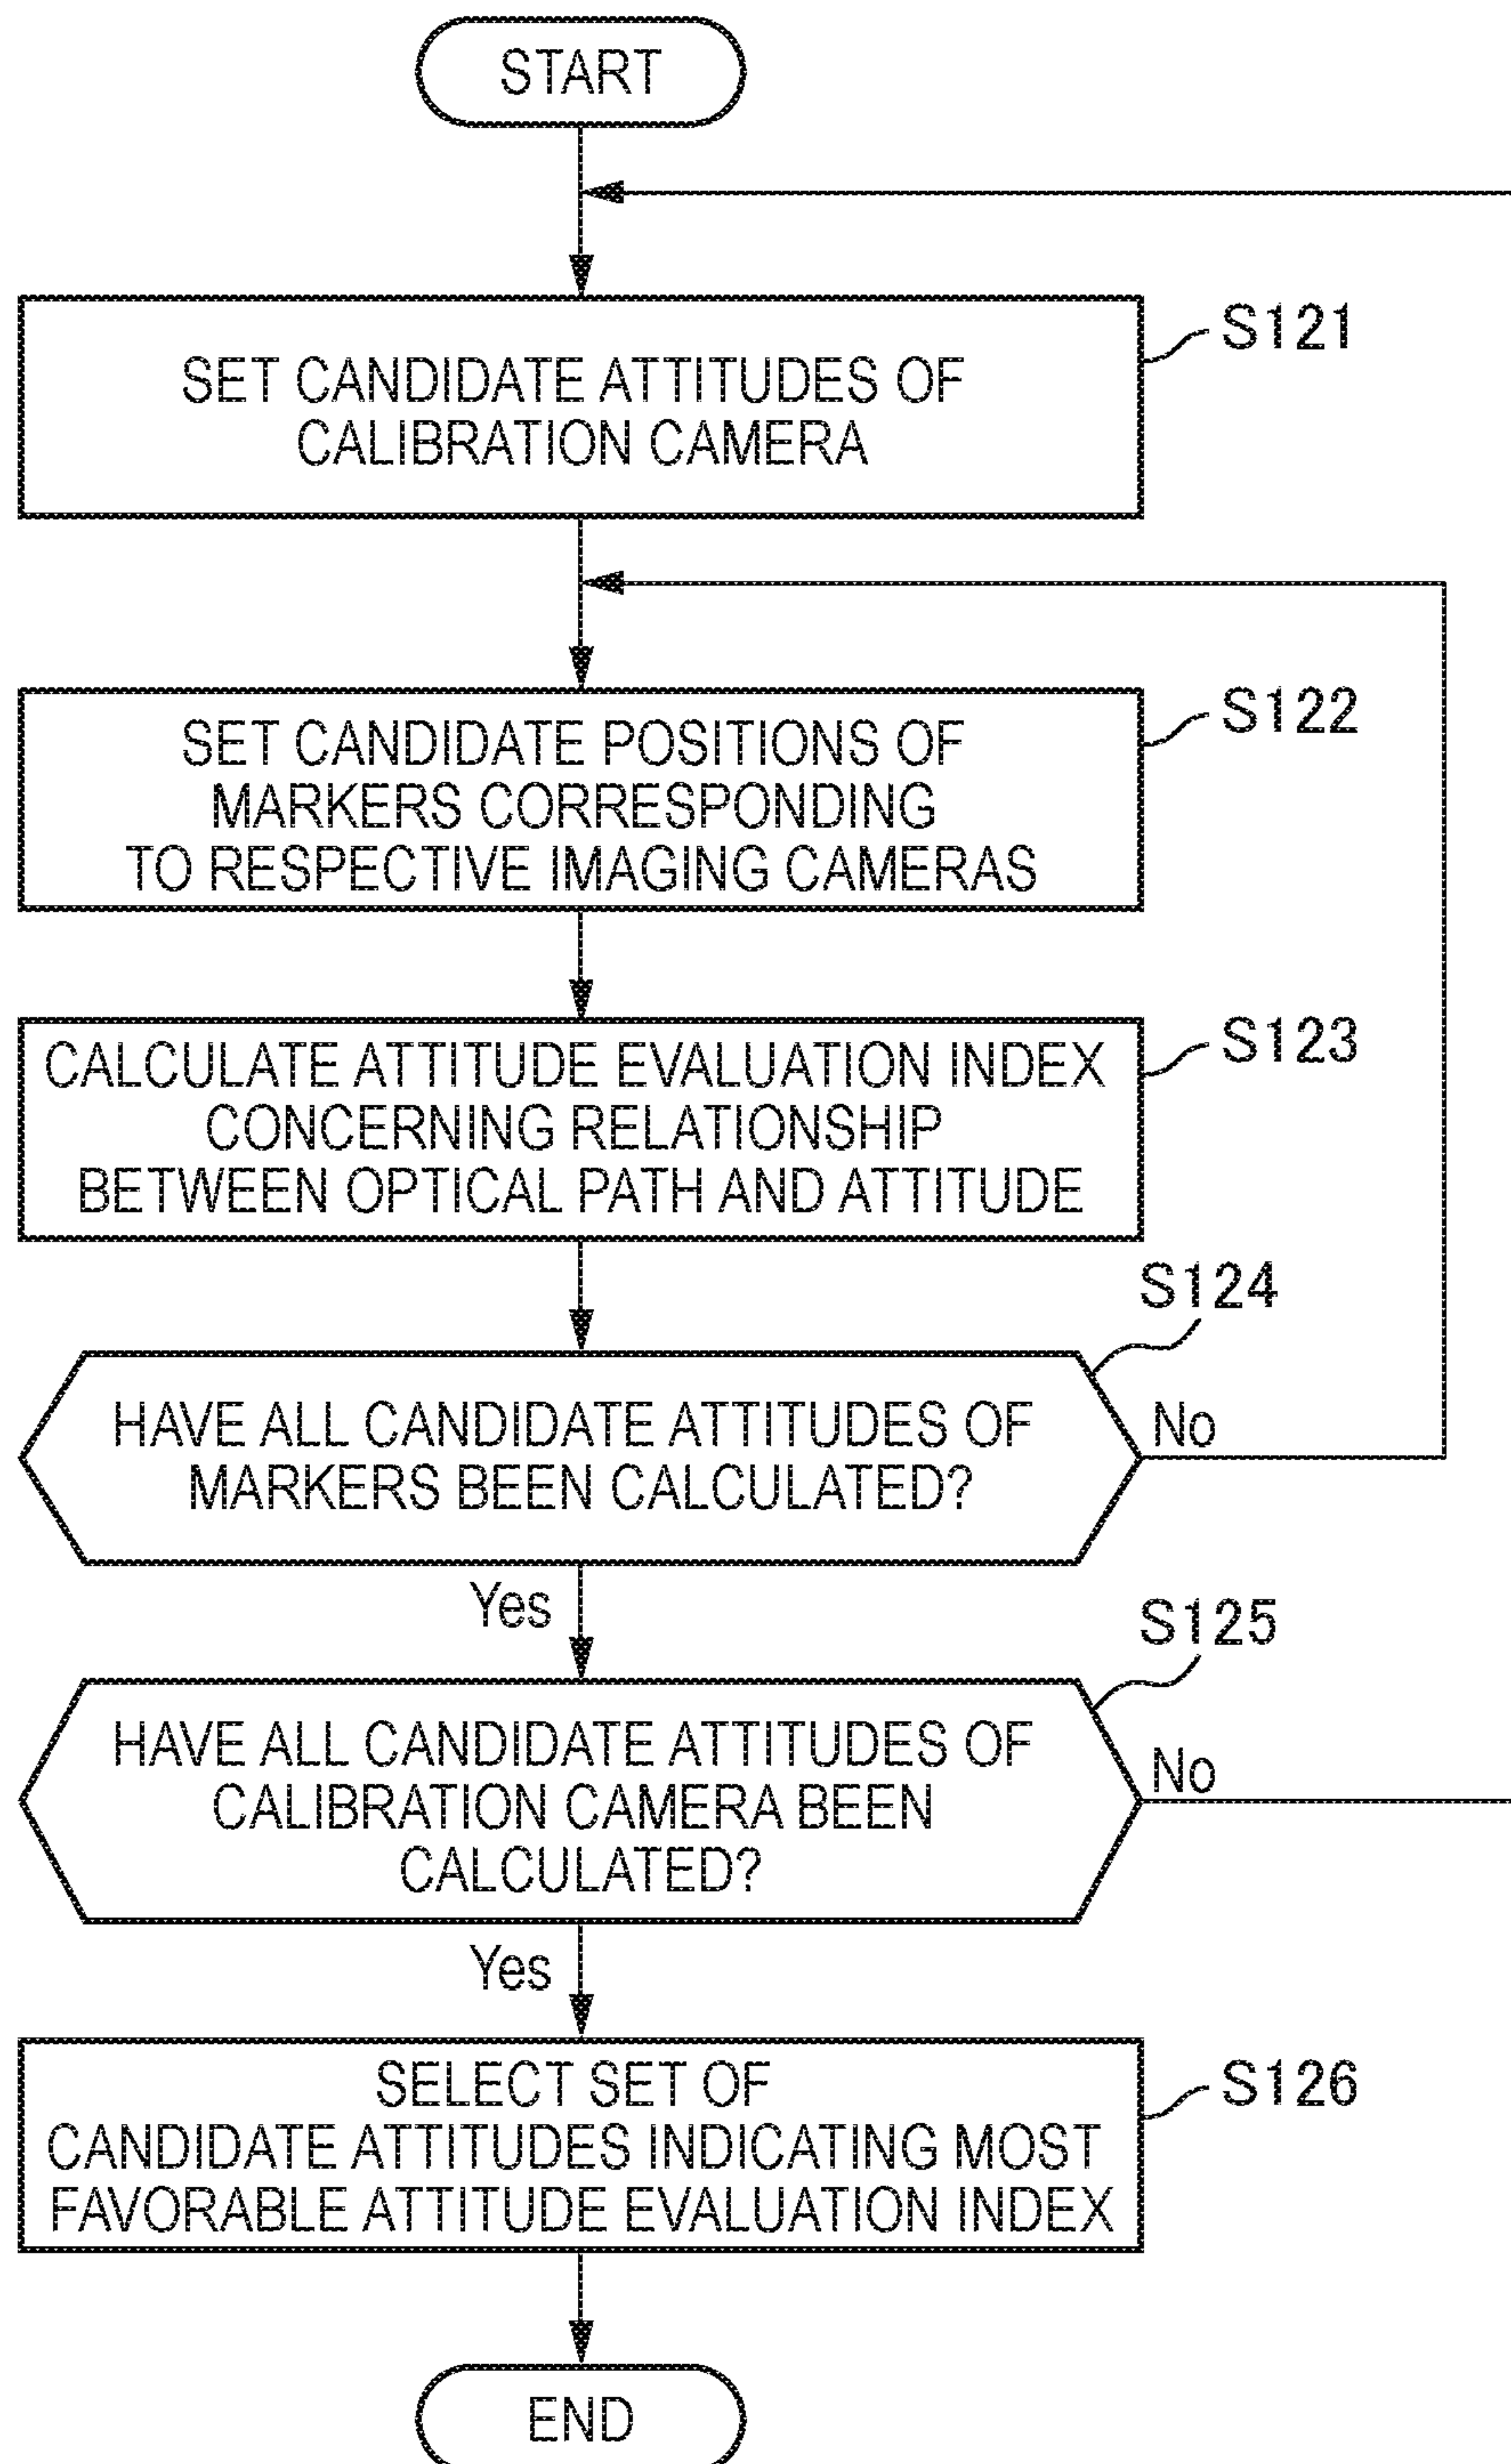 START
SET CANDIDATE ATTITUDES OF
CALIBRATION CAMERA
S121
SET CANDIDATE POSITIONS OF
MARKERS CORRESPONDING
TO RESPECTIVE IMAGING CAMERAS
S122
CALCULATE ATTITUDE EVALUATION INDEX
CONCERNING RELATIONSHIP
BETWEEN OPTICAL PATH AND ATTITUDE
S123
S124
HAVE ALL CANDIDATE ATTITUDES OF
MARKERS BEEN CALCULATED?
No
Yes
S125
HAVE ALL CANDIDATE ATTITUDES OF
CALIBRATION CAMERA BEEN
CALCULATED?
No
Yes
SELECT SET OF
CANDIDATE ATTITUDES INDICATING MOST
FAVORABLE ATTITUDE EVALUATION INDEX
S126
END